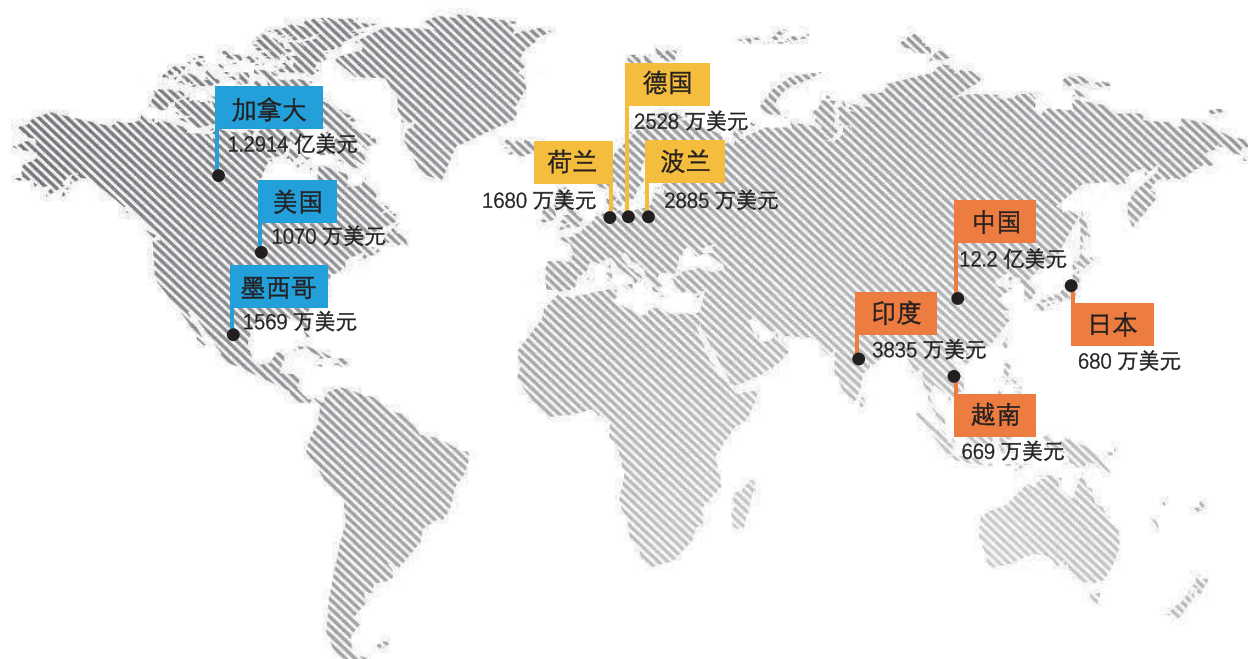 加拿大
1.2914 亿美元
美国
1070 万美元
墨西哥
1569 万美元
德国
2528 万美元
荷兰
1680 万美元
波兰
2885 万美元
中国
12.2 亿美元
印度
3835 万美元
日本
680 万美元
越南
669 万美元